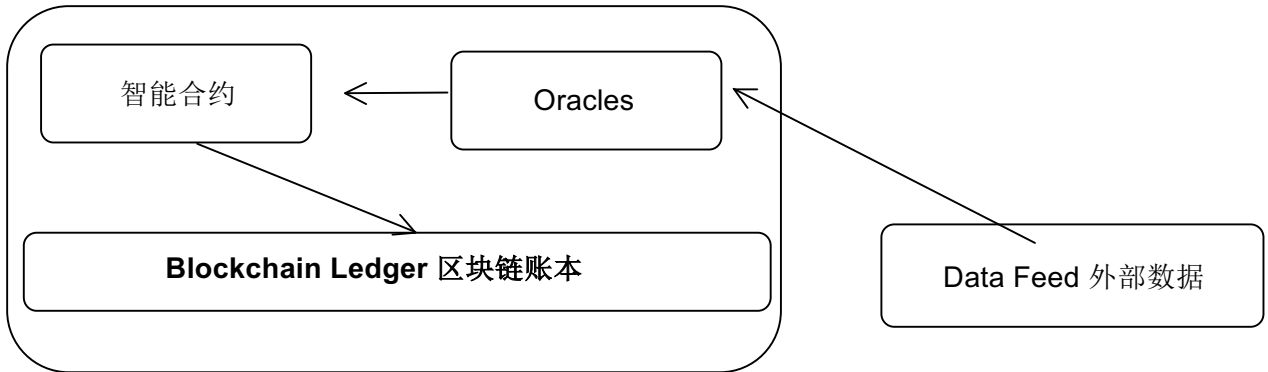 智能合约
Oracles
Blockchain Ledger 区块链账本
Data Feed 外部数据